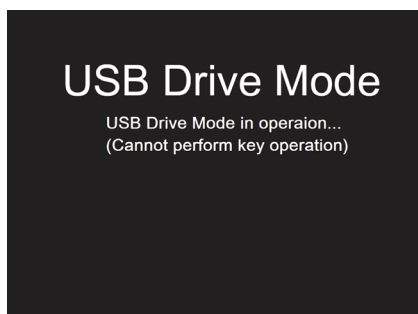 USB Drive Mode
USB Drive Mode in operaion...
(Cannot perform key operation)